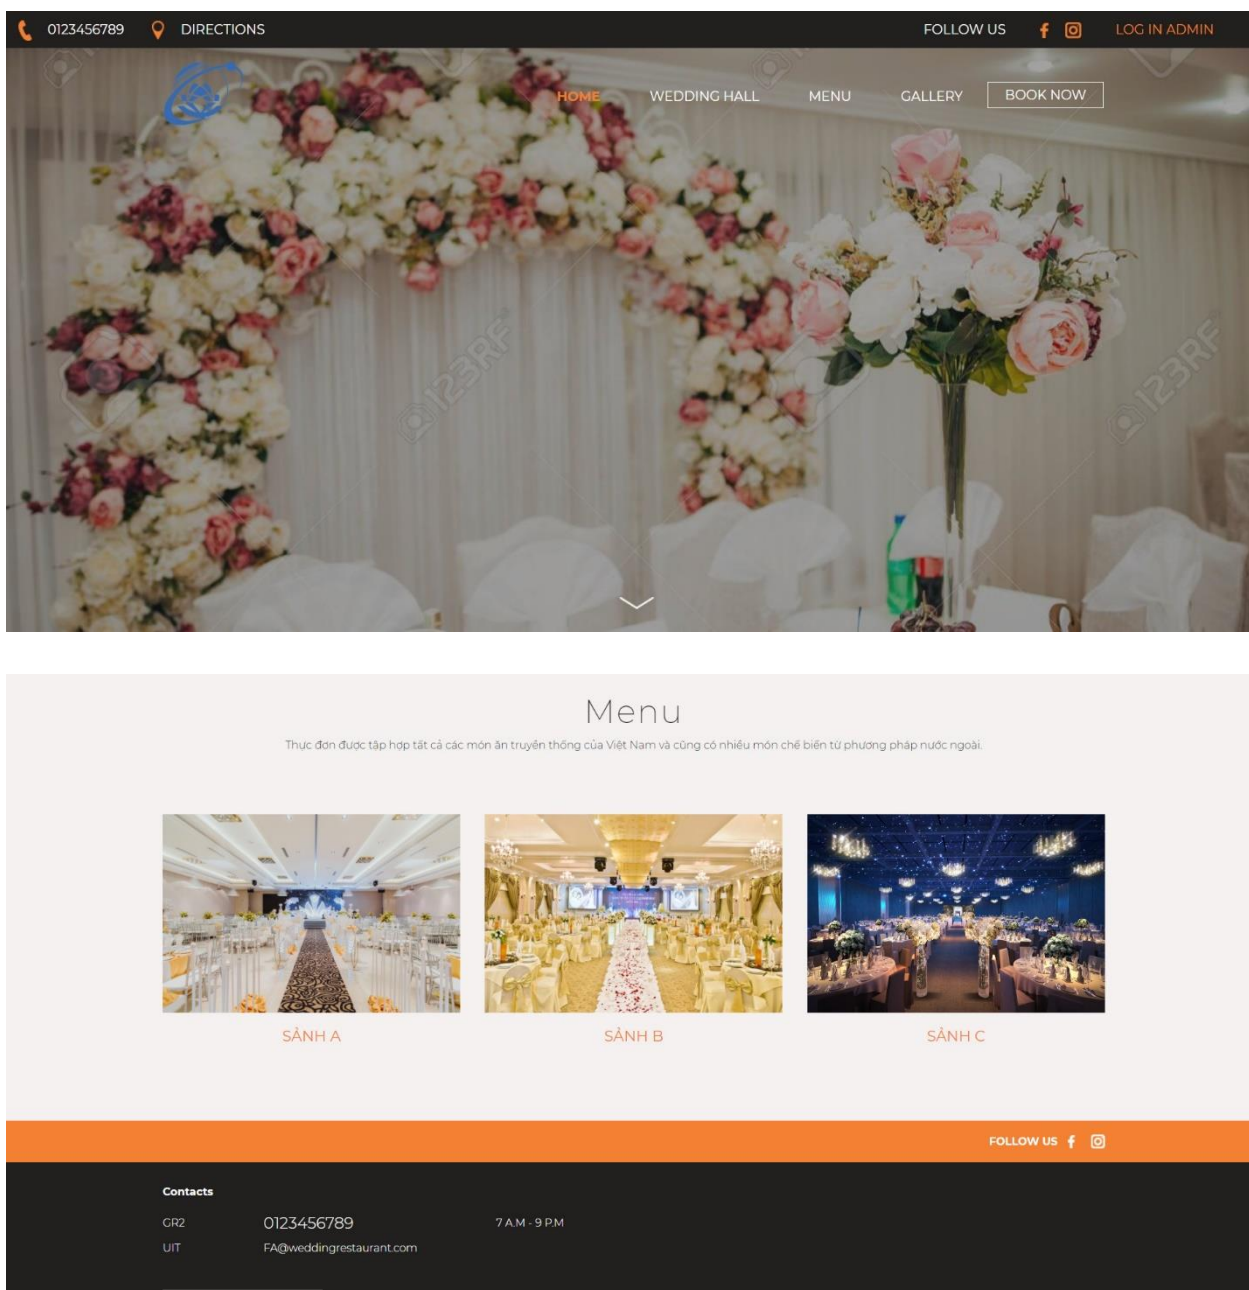 0123456789 DIRECTIONS FOLLOW US LOG IN ADMIN
HOME WEDDING HALL MENU GALLERY BOOK NOW
123RF
123RF
Menu
Thực đơn được tập hợp tất cả các món ăn truyền thống của Việt Nam và cũng có nhiều món chế biến từ phương pháp nước ngoài.
SẢNH A SẢNH B SẢNH C
FOLLOW US
Contacts
GR2 0123456789 7 A.M - 9 P.M
UIT FA@weddingrestaurant.com